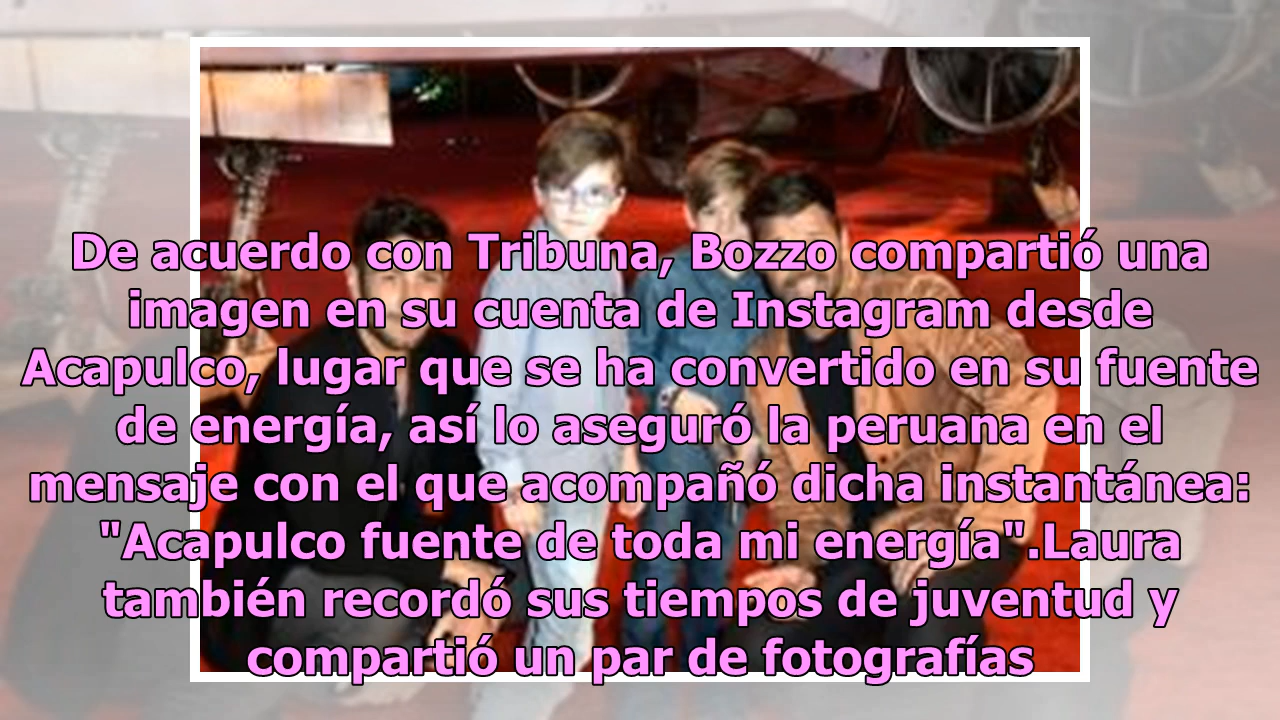 De acuerdo con Tribuna, Bozzo compartió una
imagen en su cuenta de Instagram desde
Acapulco, lugar que se ha convertido en su fuente
de energía, así lo aseguró la peruana en el
mensaje con el que acompañó dicha instantánea:
"Acapulco fuente de toda mi energía".Laura
también recordó sus tiempos de juventud y
compartió un par de fotografías